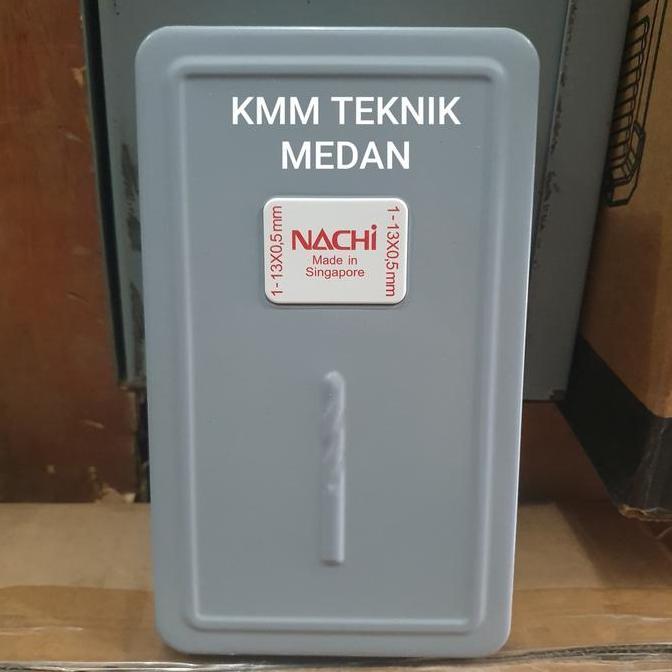 KMM TEKNIK
MEDAN
1-13X0,5mm
NACHi
Made in
Singapore
1-13X0,5mm